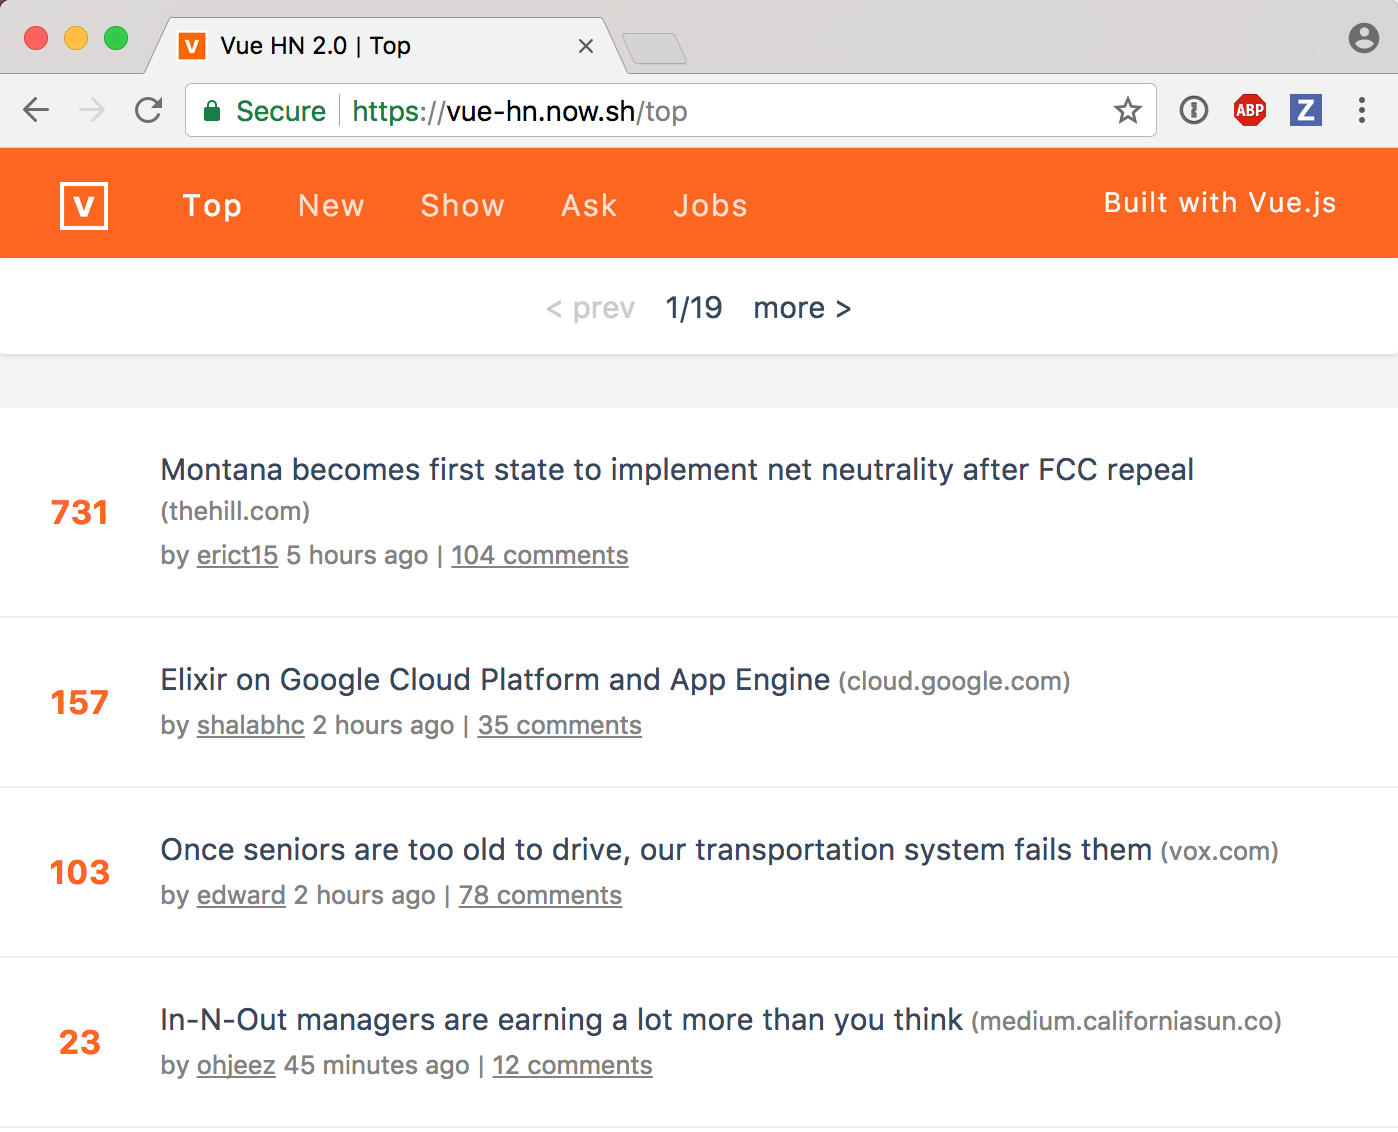 Vue HN 2.0 | Top
Secure https://vue-hn.now.sh/top
ABP
Z
V
Top New Show Ask Jobs
Built with Vue.js
< prev 1/19 more >
731
Montana becomes first state to implement net neutrality after FCC repeal
(thehill.com)
by erict15 5 hours ago | 104 comments
157
Elixir on Google Cloud Platform and App Engine (cloud.google.com)
by shalabhc 2 hours ago | 35 comments
103
Once seniors are too old to drive, our transportation system fails them (vox.com)
by edward 2 hours ago | 78 comments
23
In-N-Out managers are earning a lot more than you think (medium.californiasun.co)
by ohjeez 45 minutes ago | 12 comments